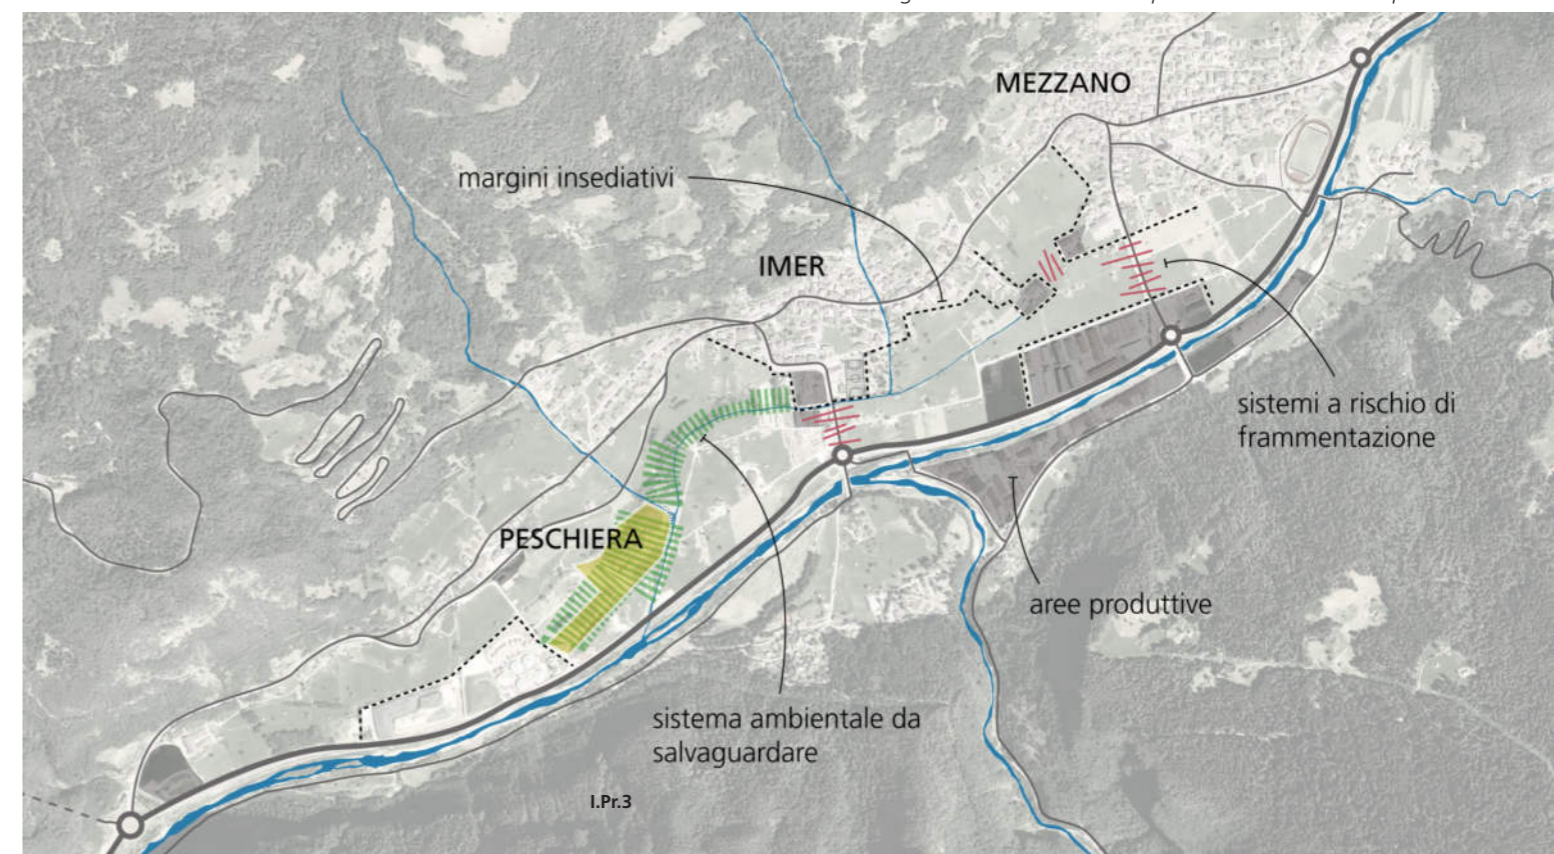 MEZZANO
margini insediativi
IMER
sistemi a rischio di
frammentazione
PESCHIERA
aree produttive
sistema ambientale da
salvaguardare
I.Pr.3